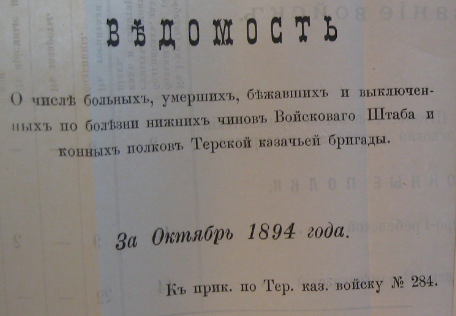 ВѢДОМОСТЬ
О числѣ больныхъ, умершихъ, бѣжавшихъ и выключен-
ныхъ по болѣзни нижнихъ чиновъ Войсковаго Штаба и
конныхъ полковъ Терской казачьей бригады.
За Октябрь 1894 года.
Къ прик. по Тер. каз. войску № 284.